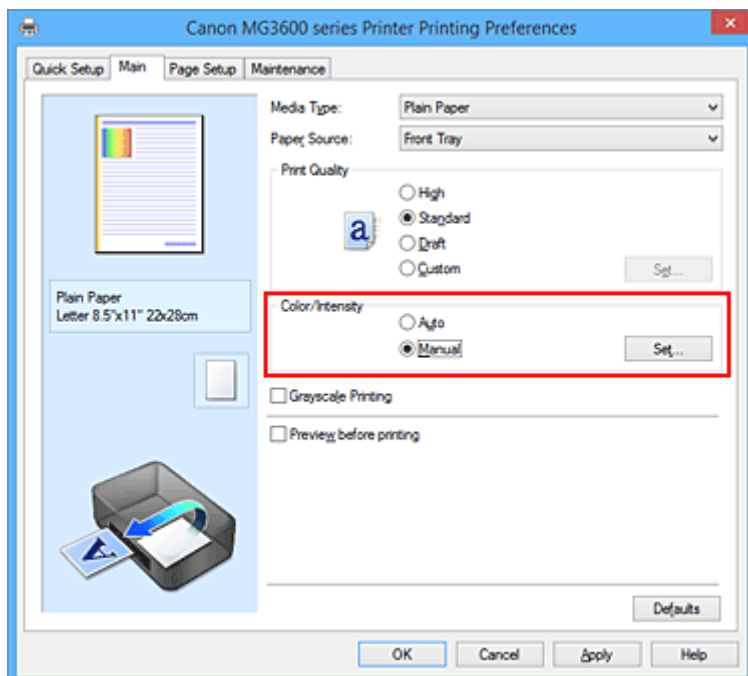 Canon MG3600 series Printer Printing Preferences
Quick Setup Main Page Setup Maintenance
Media Type: Plain Paper
Paper Source: Front Tray
Print Quality
High
Standard
Draft
Custom Set...
Plain Paper
Letter 8.5"x11" 22x28cm
Color/Intensity
Auto
Manual Set...
Grayscale Printing
Preview before printing
Defaults
OK Cancel Apply Help